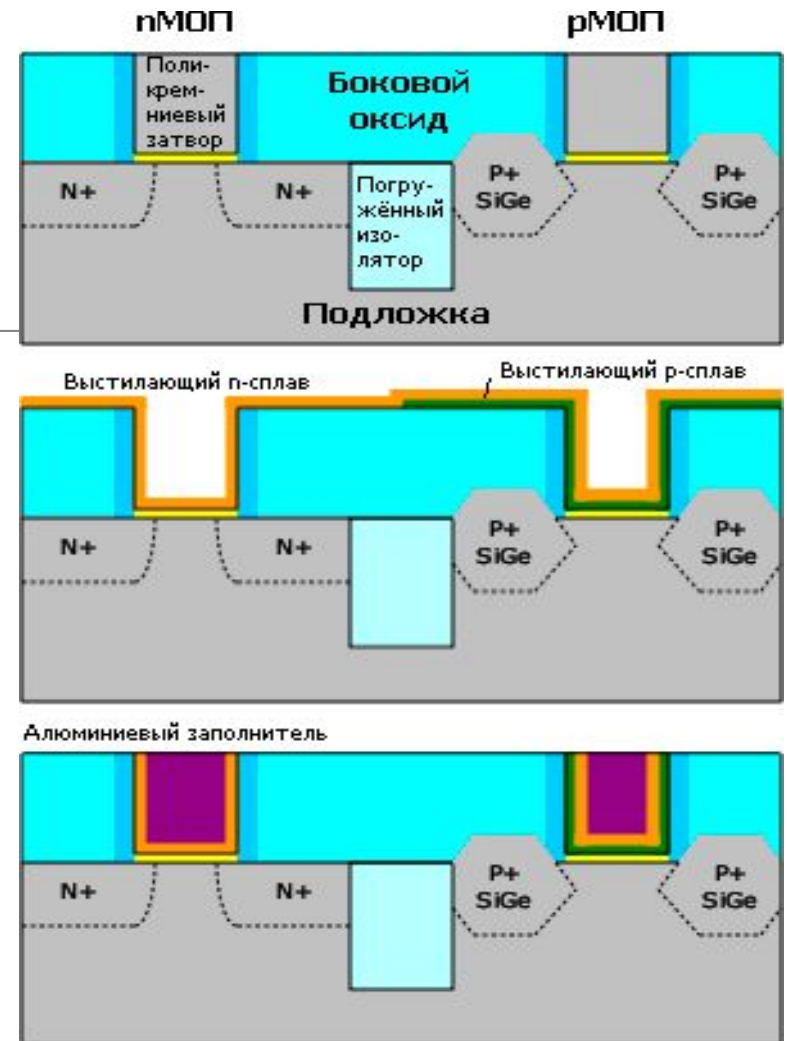 nМОП
pМОП
Поли-
крем-
ниевый
затвор
Боковой
оксид
N+
N+
Погру-
жённый
изо-
лятор
P+
SiGe
P+
SiGe
Подложка
Выстилающий n-сплав
Выстилающий p-сплав
N+
N+
P+
SiGe
P+
SiGe
Алюминиевый заполнитель
N+
N+
P+
SiGe
P+
SiGe